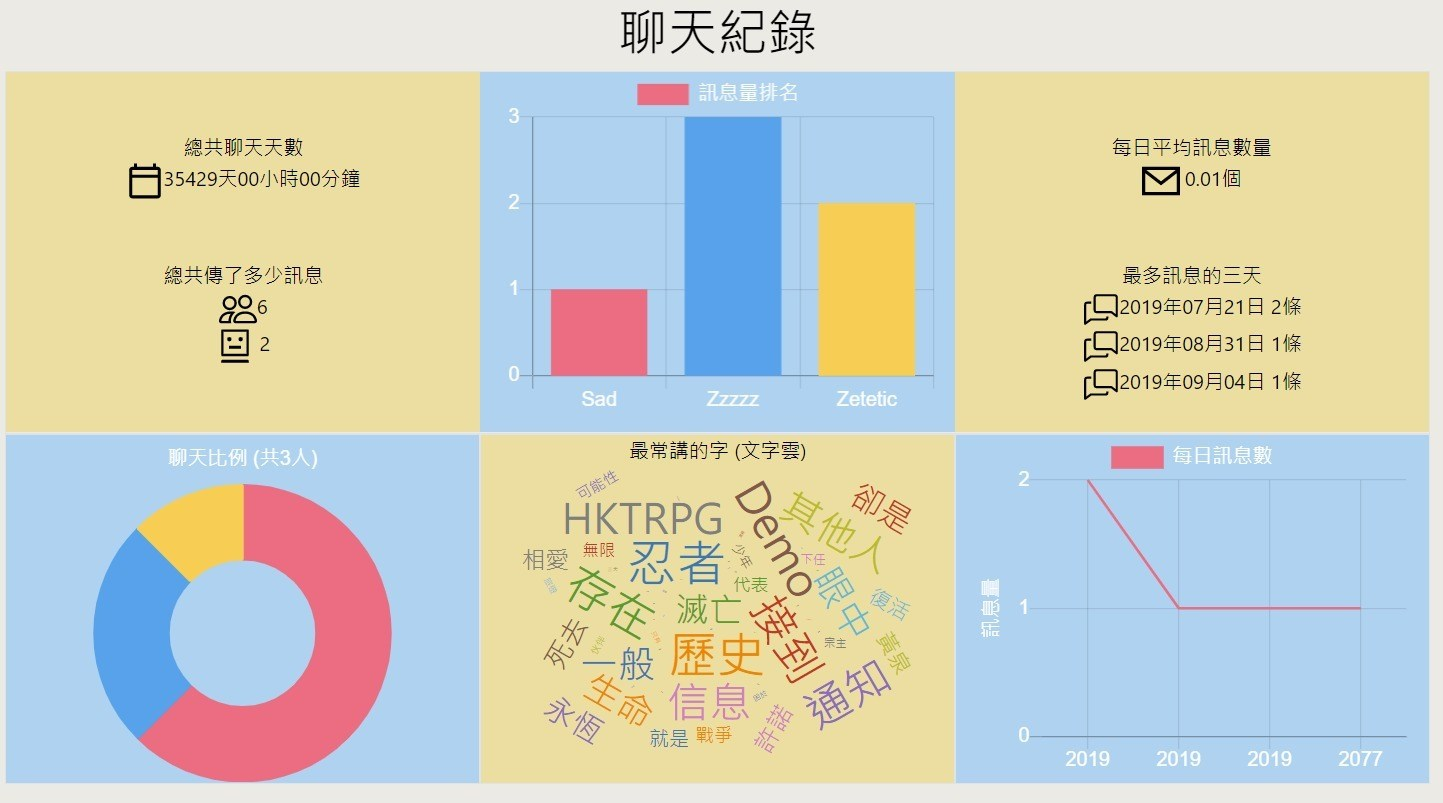 聊天紀錄
總共聊天天數
35429天00小時00分鐘
總共傳了多少訊息
6
2
訊息量排名
3
2
1
0
Sad Zzzzz Zetetic
每日平均訊息數量
0.01個
最多訊息的三天
2019年07月21日 2條
2019年08月31日 1條
2019年09月04日 1條
聊天比例 (共3人)
最常講的字 (文字雲)
可能性
HKTRPG
Demo
其他人
卻是
相愛
無限
忍者
少年
下任
存在
代表
眼中
復活
滅亡
接到
死去
一般
歷史
宗主
黃泉
生命
信息
通知
永恆
就是
戰爭
許諾
每日訊息數
訊息量
2
1
0
2019 2019 2019 2077